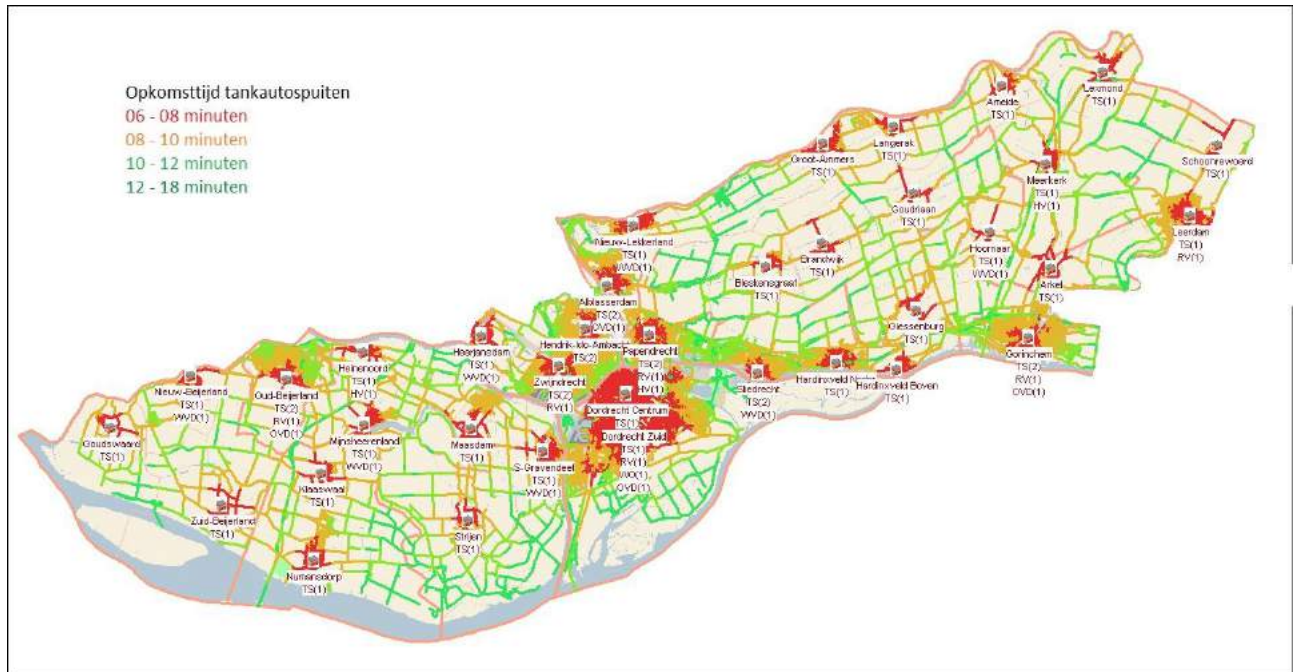 Opkomsttijd tankautospuiten
06 - 08 minuten
08 - 10 minuten
10 - 12 minuten
12 - 18 minuten
Lexmond
TS(1)
Ameide
TS(1)
Langerak
TS(1)
Groot-Ammers
TS(1)
Schoonrewoerd
TS(1)
Meerkerk
TS(1)
HV(1)
Goudriaan
TS(1)
Leerdam
TS(1)
RV(1)
Nieuw-Lekkerland
TS(1)
WVD(1)
Brandwijk
TS(1)
Hoornaar
TS(1)
WVD(1)
Bleskensgraaf
TS(1)
Arkel
TS(1)
Alblasserdam
TS(2)
OVD(1)
Giessenburg
TS(1)
Heerjansdam
TS(1)
WVD(1)
Hendrik-Ido-Ambacht
TS(2)
Papendrecht
TS(2)
RV(1)
HV(1)
Gorinchem
TS(2)
RV(1)
OVD(1)
Heinenoord
TS(1)
HV(1)
Zwijndrecht
TS(2)
RV(1)
Sliedrecht
TS(2)
WVD(1)
Hardinxveld
TS(1)
Hardinxveld Boven
TS(1)
Nieuw-Beijerland
TS(1)
WVD(1)
Oud-Beijerland
TS(2)
RV(1)
OVD(1)
Dordrecht Centrum
TS(1)
Goudswaard
TS(1)
Mijnsheerenland
TS(1)
WVD(1)
Maasdam
TS(1)
Dordrecht Zuid
TS(1)
RV(1)
WO(1)
OVD(1)
S-Gravendeel
TS(1)
WVD(1)
Klaaswaal
TS(1)
Zuid-Beijerland
TS(1)
Strijen
TS(1)
Numansdorp
TS(1)